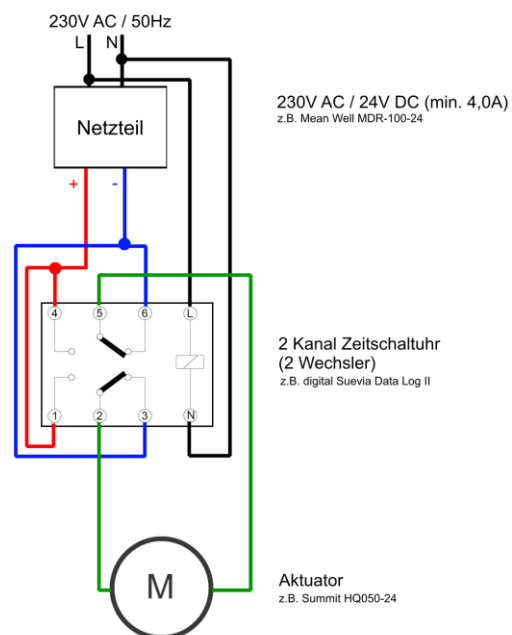 230V AC / 50Hz
L N
Netzteil
230V AC / 24V DC (min. 4,0A)
z.B. Mean Well MDR-100-24
+ -
4 5 6 L
2 Kanal Zeitschaltuhr
(2 Wechsler)
z.B. digital Suevia Data Log II
1 2 3 N
M
Aktuator
z.B. Summit HQ050-24